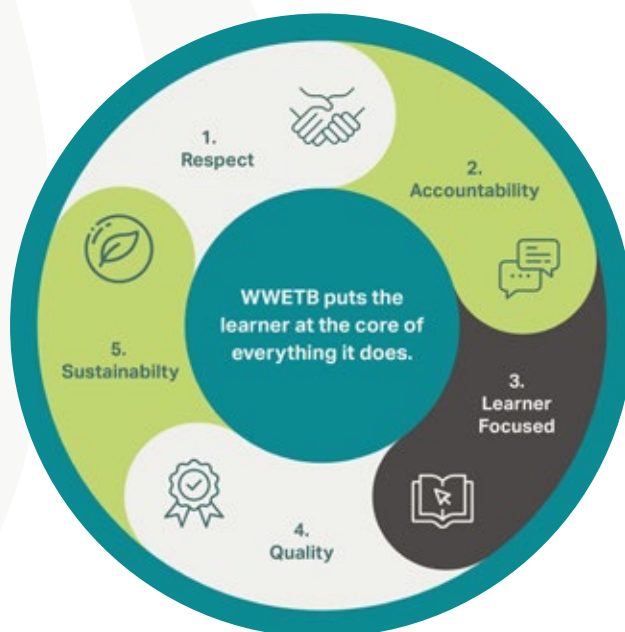 1.
Respect
2.
Accountability
WWETB puts the
learner at the core of
everything it does.
3.
Learner
Focused
4.
Quality
5.
Sustainabilty